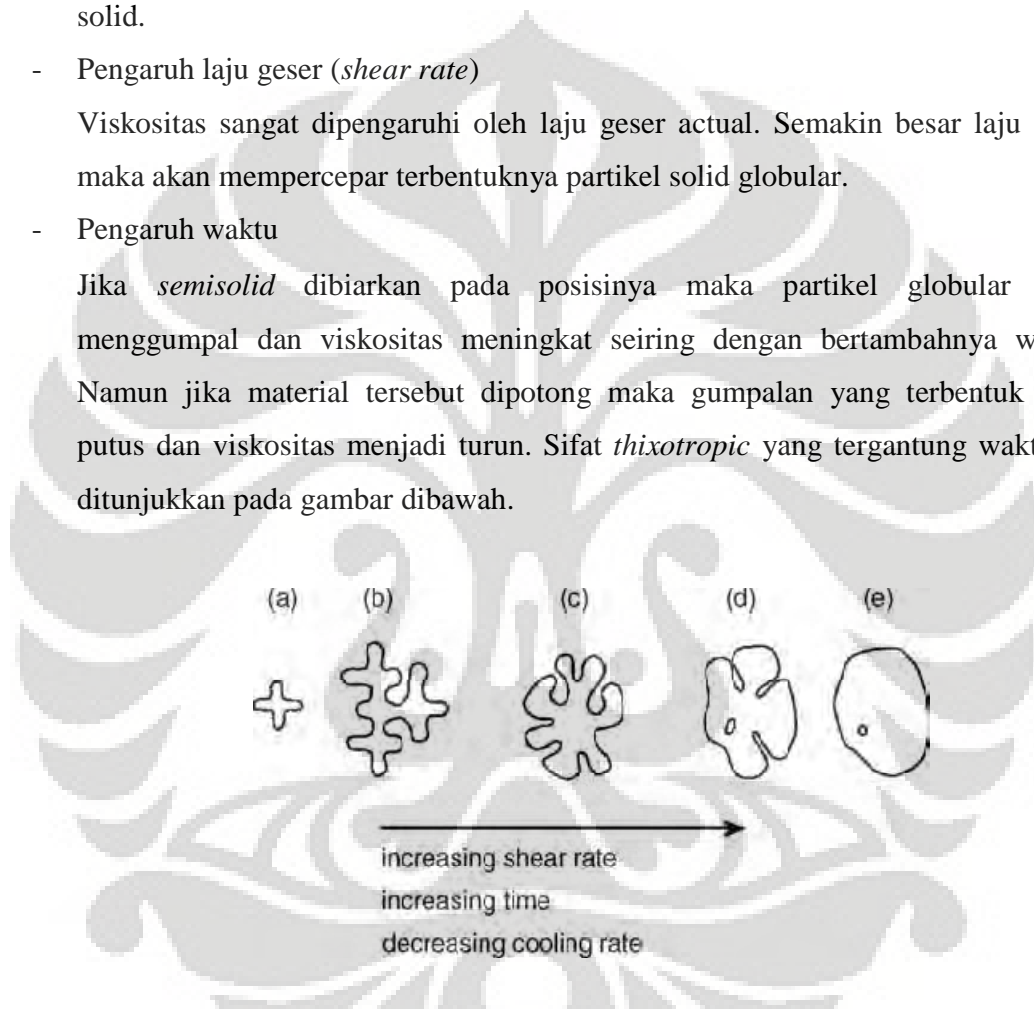 solid.
- Pengaruh laju geser (shear rate)
Viskositas sangat dipengaruhi oleh laju geser actual. Semakin besar laju
maka akan mempercepar terbentuknya partikel solid globular.
- Pengaruh waktu
Jika semisolid dibiarkan pada posisinya maka partikel globular
menggumpal dan viskositas meningkat seiring dengan bertambahnya w
Namun jika material tersebut dipotong maka gumpalan yang terbentuk
putus dan viskositas menjadi turun. Sifat thixotropic yang tergantung wakt
ditunjukkan pada gambar dibawah.
(a) (b) (c) (d) (e)
increasing shear rate
increasing time
decreasing cooling rate